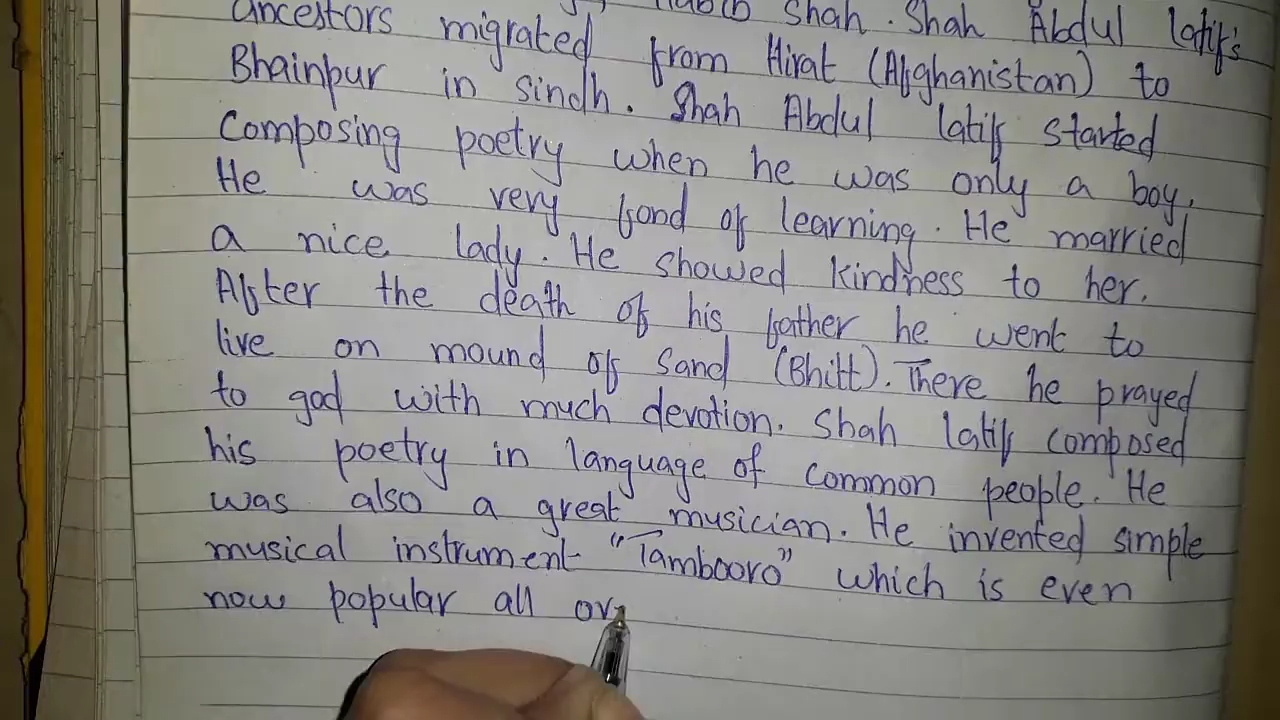 Shah. Shah Abdul latif's
ancestors migrated from Hirat (Afghanistan) to
Bhainpur in sindh. Shah Abdul latif started
Composing poetry when he was only a boy.
He was very fond of learning. He married
a nice lady. He showed kindness to her.
After the death of his father he went to
live on mound of Sand (Bhitt). There he prayed
to god with much devotion. Shah latif composed
his poetry in language of common people. He
was also a great musician. He invented simple
musical instrument "Tambooro" which is even
now popular all ov